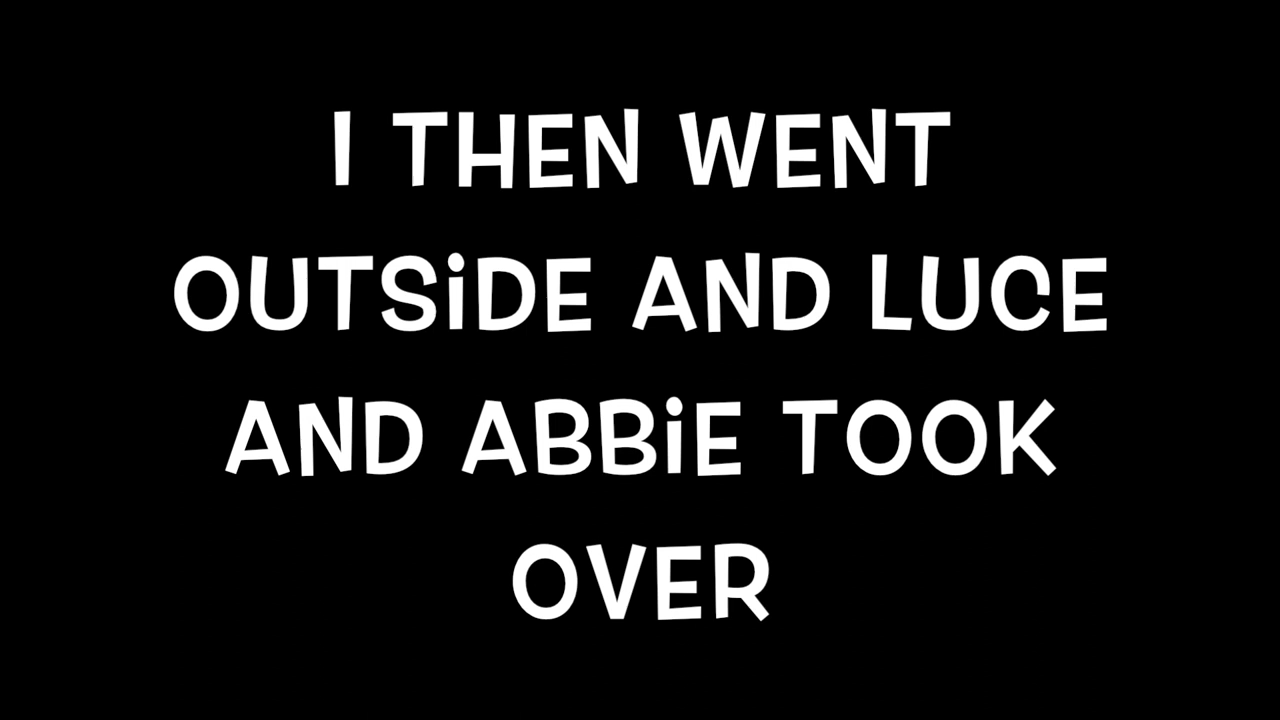 I THEN WENT
OUTSiDE AND LUCE
AND ABBiE TOOK
OVER